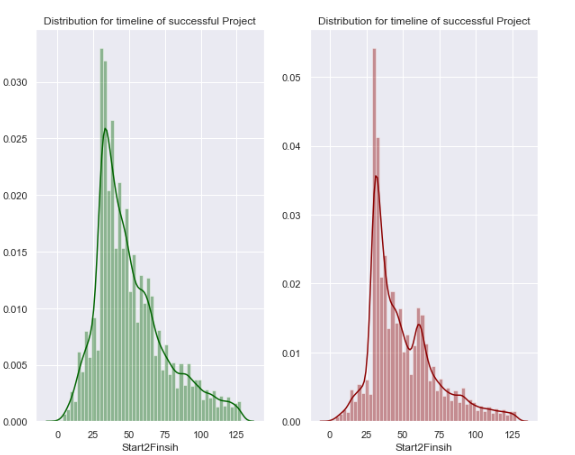 Distribution for timeline of successful Project
0.030
0.025
0.020
0.015
0.010
0.005
0.000
0 25 50 75 100 125
Start2Finsih
Distribution for timeline of successful Project
0.05
0.04
0.03
0.02
0.01
0.00
0 25 50 75 100 125
Start2Finsih